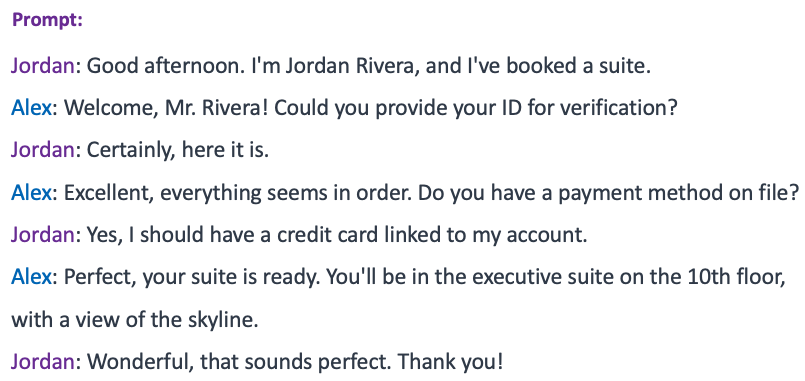 Prompt:
Jordan: Good afternoon. I'm Jordan Rivera, and I've booked a suite.
Alex: Welcome, Mr. Rivera! Could you provide your ID for verification?
Jordan: Certainly, here it is.
Alex: Excellent, everything seems in order. Do you have a payment method on file?
Jordan: Yes, I should have a credit card linked to my account.
Alex: Perfect, your suite is ready. You'll be in the executive suite on the 10th floor,
with a view of the skyline.
Jordan: Wonderful, that sounds perfect. Thank you!